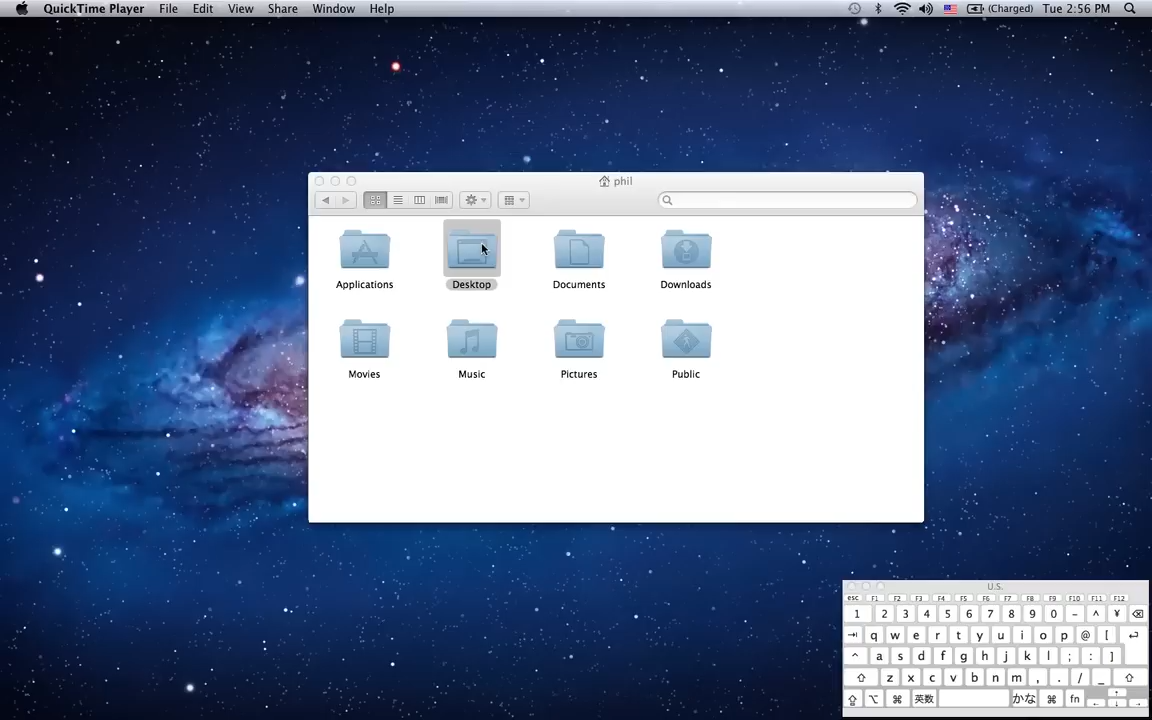 QuickTime Player File Edit View Share Window Help (Charged) Tue 2:56 PM
phil
Applications Desktop Documents Downloads
Movies Music Pictures Public
U.S.
esc F1 F2 F3 F4 F5 F6 F7 F8 F9 F10 F11 F12
1 2 3 4 5 6 7 8 9 0 - ^ ¥
q w e r t y u i o p @ [
a s d f g h j k l ; : ]
z x c v b n m , . / _
英数 かな fn